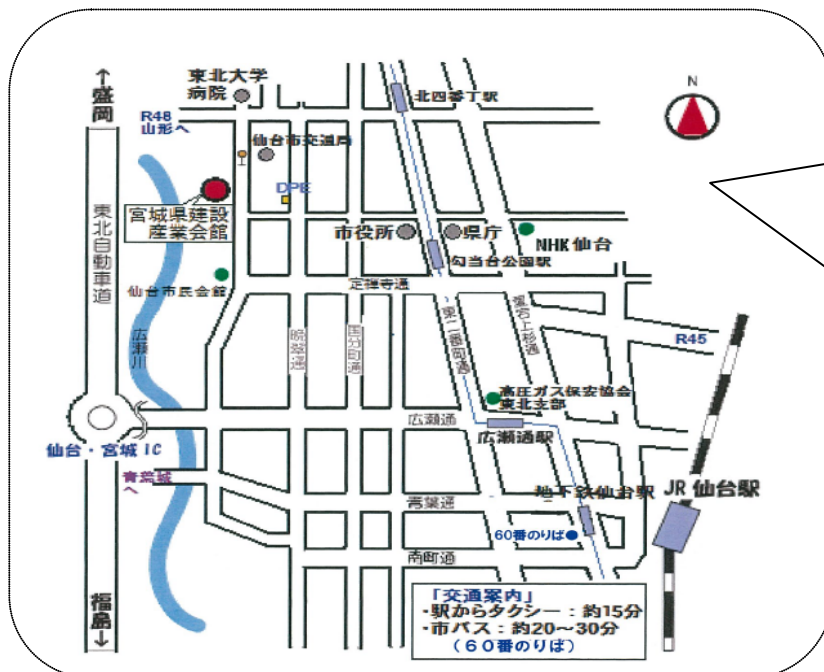 ↑盛岡
東北大学
病院
R48
山形へ
北四番丁駅
N
仙台市交通局
DPE
宮城県建設
産業会館
東北自動車道
市役所
県庁
NHK仙台
勾当台公園駅
仙台市民会館
定禅寺通
広瀬川
晩翠通
国分町通
東二番町通
愛宕上杉通
R45
高圧ガス保安協会
東北支部
広瀬通
広瀬通駅
仙台・宮城IC
青葉城
へ
地下鉄仙台駅
JR仙台駅
青葉通
60番のりば
南町通
福島↓
「交通案内」
・駅からタクシー:約15分
・市バス:約20~30分
(60番のりば)